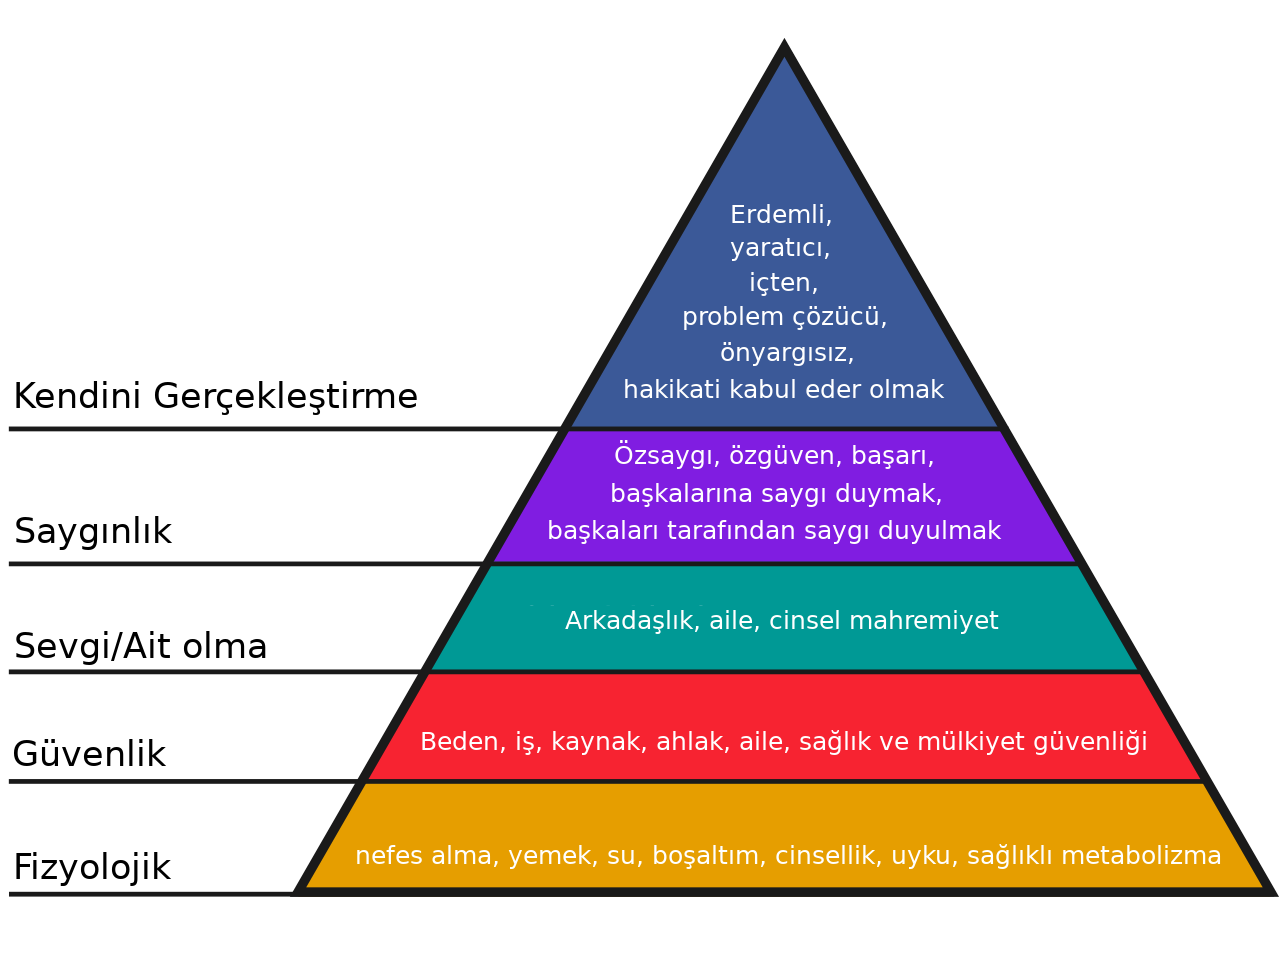 Erdemli,
yaratıcı,
içten,
problem çözücü,
önyargısız,
hakikati kabul eder olmak
Kendini Gerçekleştirme
Özsaygı, özgüven, başarı,
başkalarına saygı duymak,
başkaları tarafından saygı duyulmak
Saygınlık
Arkadaşlık, aile, cinsel mahremiyet
Sevgi/Ait olma
Beden, iş, kaynak, ahlak, aile, sağlık ve mülkiyet güvenliği
Güvenlik
nefes alma, yemek, su, boşaltım, cinsellik, uyku, sağlıklı metabolizma
Fizyolojik